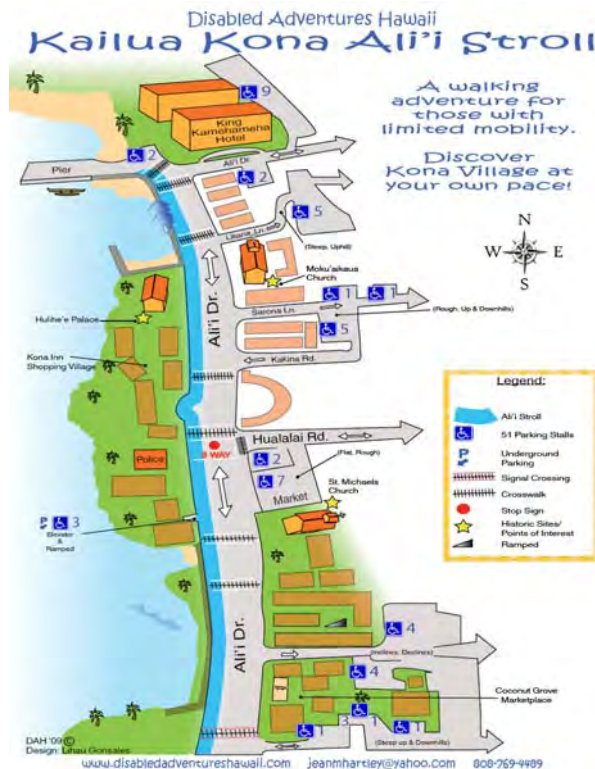 Disabled Adventures Hawaii
Kailua Kona Ali'i Stroll
A walking
adventure for
those with
limited mobility.
Discover
Kona Village at
your own pace!
9
King
Kamehameha
Hotel
2
Pier
Ali'i Dr.
2
5
(Steep, Uphill)
N
W E
S
Moku'aikaua
Church
Hulihe'e Palace
Ali'i Dr.
1
1
Sarona Ln.
(Rough, Up & Downhills)
5
Kona Inn
Shopping Village
Kakina Rd.
Legend:
Ali'i Stroll
51 Parking Stalls
P
Underground
Parking
Signal Crossing
Crosswalk
Stop Sign
Historic Sites/
Points of Interest
Ramped
Hualalai Rd.
WAY
2
(Flat, Rough)
Police
7
Market
St. Michaels
Church
P 3
Elevator
&
Ramped
Ali'i Dr.
4
(Inclines, Declines)
4
Coconut Grove
Marketplace
1
3
1
1
(Steep up & Downhills)
DAH '09 ©
Design: Lihau Gonsales
www.disabledadventureshawaii.com jeanmhartley@yahoo.com 808-769-4489